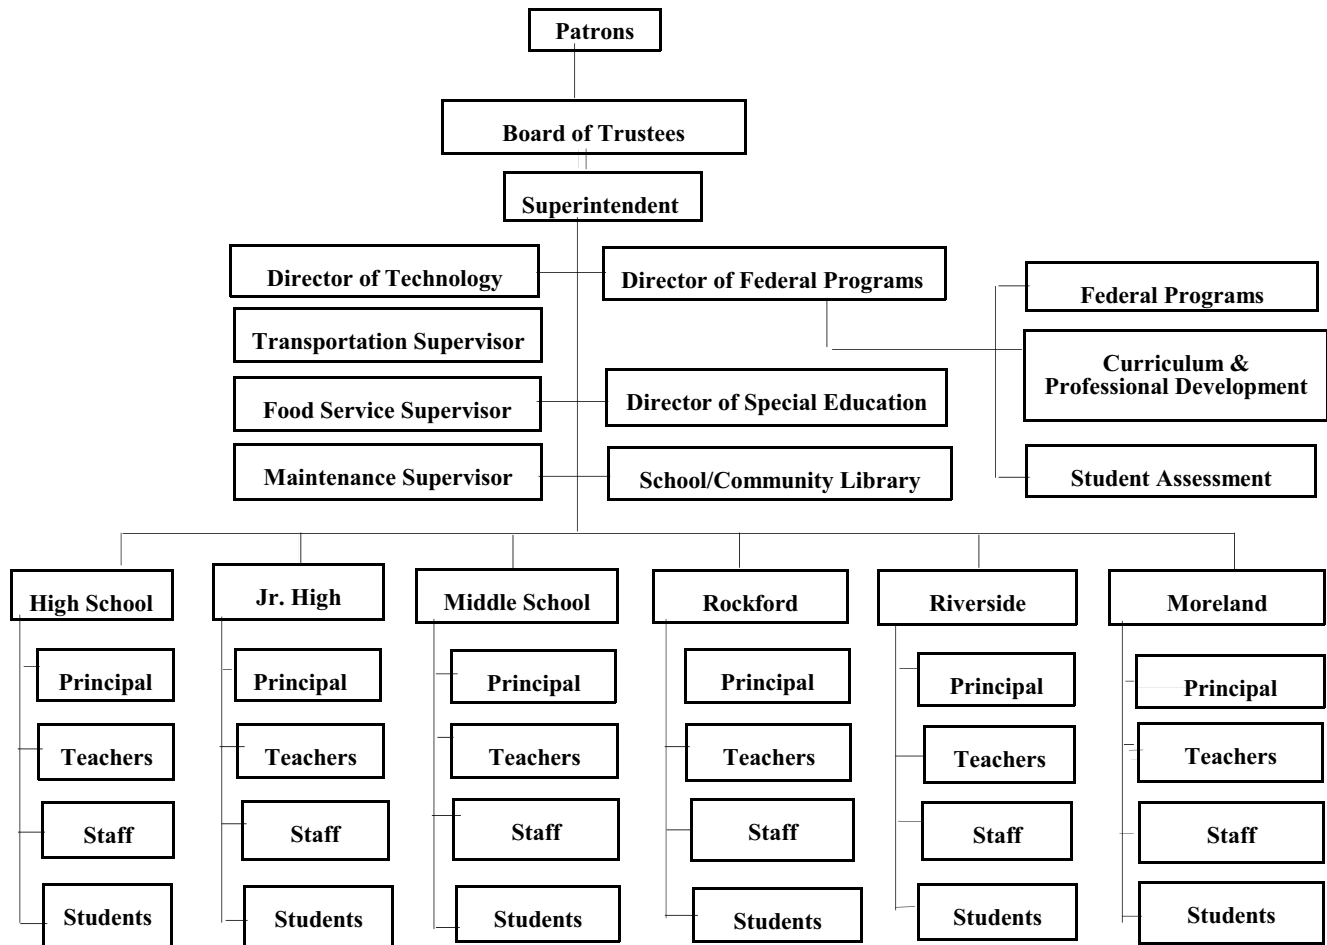 Patrons
Board of Trustees
Superintendent
Director of Technology
Director of Federal Programs
Federal Programs
Transportation Supervisor
Curriculum &
Professional Development
Food Service Supervisor
Director of Special Education
Maintenance Supervisor
School/Community Library
Student Assessment
High School
Jr. High
Middle School
Rockford
Riverside
Moreland
Principal
Principal
Principal
Principal
Principal
Principal
Teachers
Teachers
Teachers
Teachers
Teachers
Teachers
Staff
Staff
Staff
Staff
Staff
Staff
Students
Students
Students
Students
Students
Students